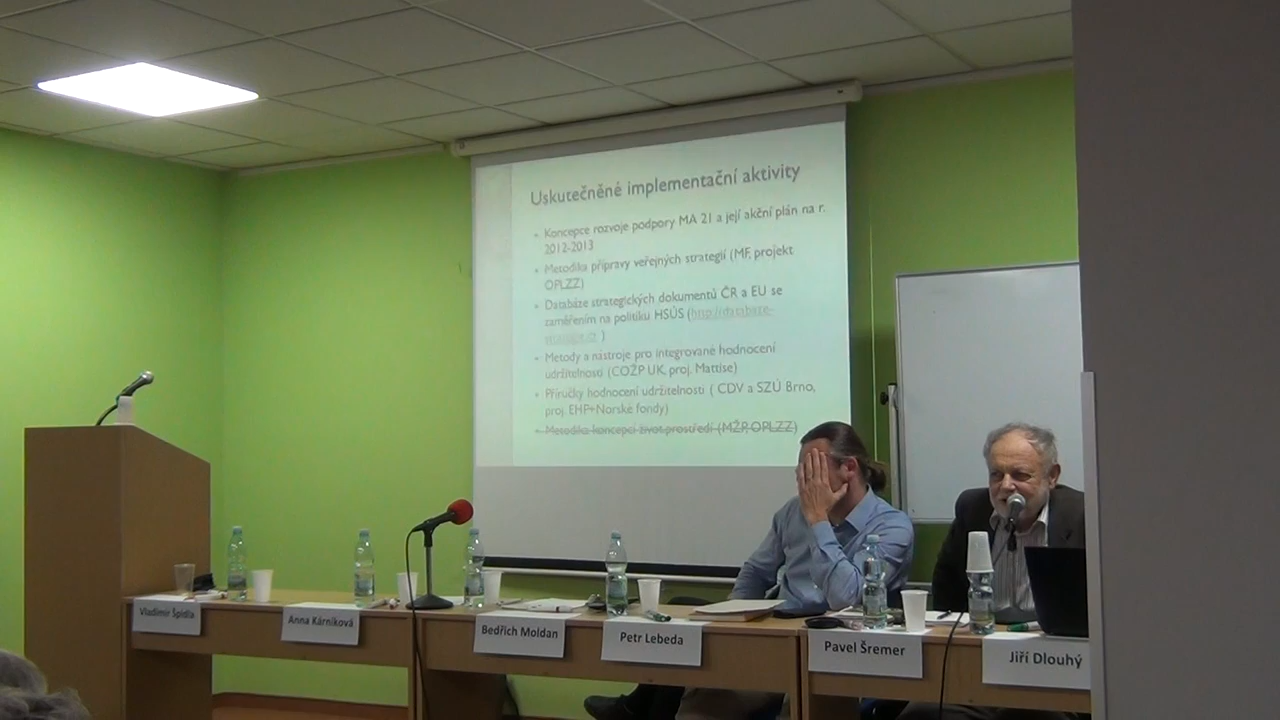 Uskutečněné implementační aktivity
Koncepce rozvoje podpory MA 21 a její akční plán na r.
2012-2013
Metodika přípravy veřejných strategií (MF, projekt
OPLZZ)
Databáze strategických dokumentů ČR a EU se
zaměřením na politiku HSÚS (http://databaze-
)
Metody a nástroje pro integrované hodnocení
udržitelnosti (COŽP UK, proj. Mattise)
Příručky hodnocení udržitelnosti ( CDV a SZÚ Brno,
proj. EHP+Norské fondy)
Metodika koncepcí život.prostředí (MŽP, OPLZZ)
Vladimír Špidla
Anna Kárníková
Bedřich Moldan
Petr Lebeda
Pavel Šremer
Jiří Dlouhý